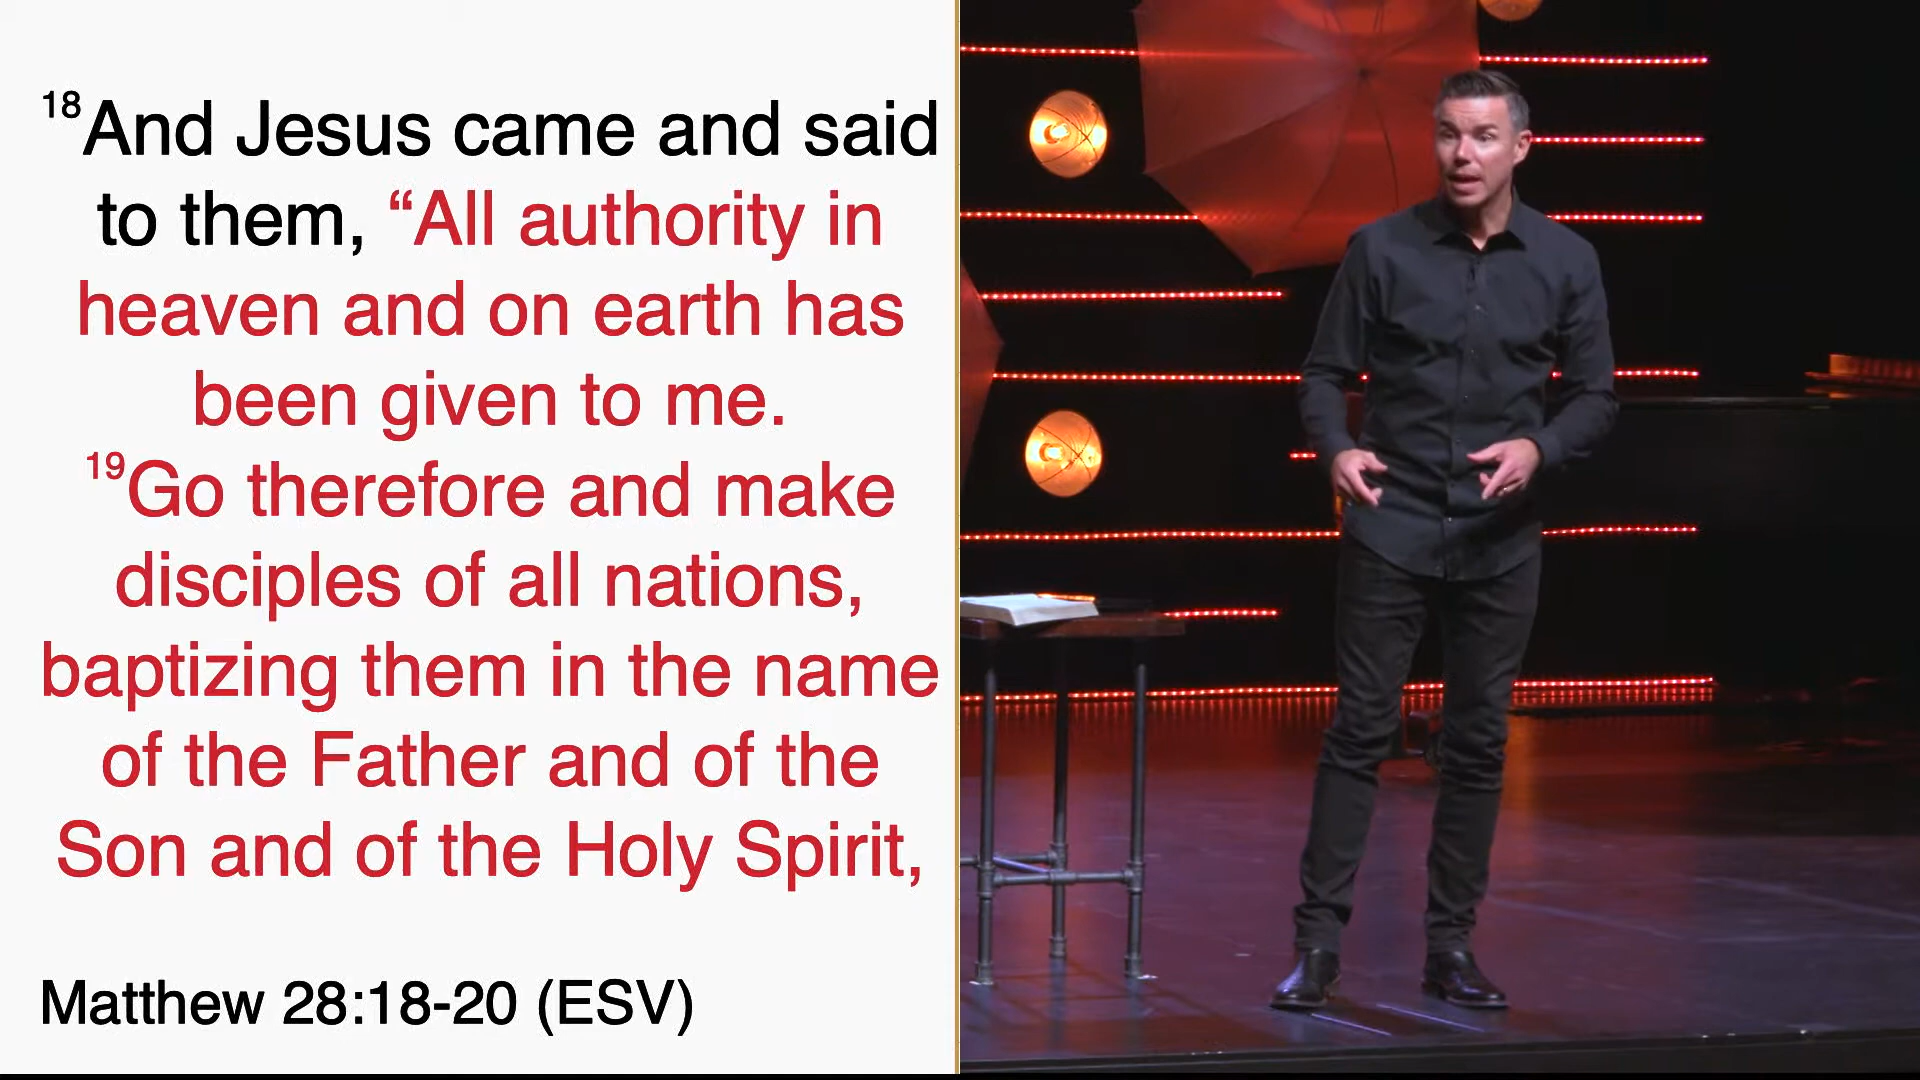 18And Jesus came and said
to them, “All authority in
heaven and on earth has
been given to me.
19Go therefore and make
disciples of all nations,
baptizing them in the name
of the Father and of the
Son and of the Holy Spirit,
Matthew 28:18-20 (ESV)